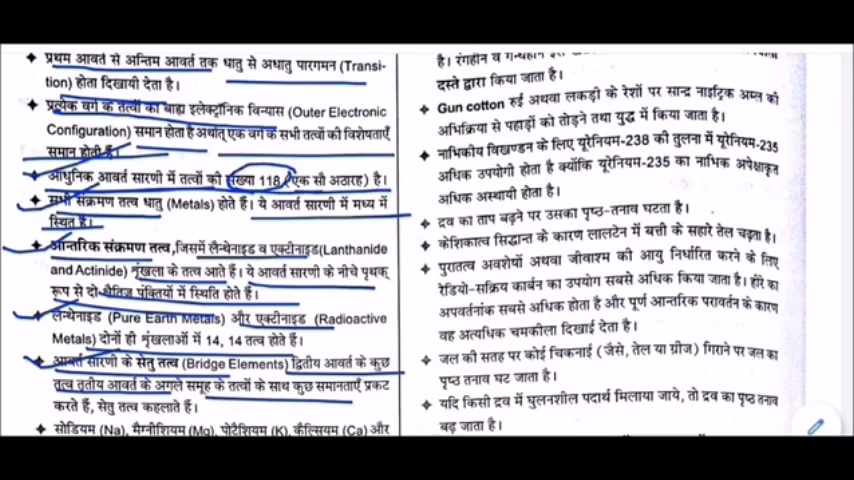 प्रथम आवर्त से अन्तिम आवर्त तक धातु से अधातु पारगमन (Transi-
tion) होता दिखायी देता है।
प्रत्येक वर्ग के तत्वों का बाह्य इलेक्ट्रॉनिक विन्यास (Outer Electronic
Configuration) समान होता है अर्थात् एक वर्ग के सभी तत्वों की विशेषताएँ
समान होती हैं।
आधुनिक आवर्त सारणी में तत्वों की संख्या 118 (एक सौ अठारह) है।
सभी संक्रमण तत्व धातु (Metals) होते हैं। ये आवर्त सारणी में मध्य में
स्थित हैं।
आन्तरिक संक्रमण तत्व, जिसमें लैन्थेनाइड व एक्टीनाइड (Lanthanide
and Actinide) शृंखला के तत्व आते हैं। ये आवर्त सारणी के नीचे पृथक्
रूप से दो क्षैतिज पंक्तियों में स्थिति होते हैं।
लैन्थेनाइड (Pure Earth Metals) और एक्टीनाइड (Radioactive
Metals) दोनों ही शृंखलाओं में 14, 14 तत्व होते हैं।
आवर्त सारणी के सेतु तत्व (Bridge Elements) द्वितीय आवर्त के कुछ
तत्व तृतीय आवर्त के अगले समूह के तत्वों के साथ कुछ समानताएँ प्रकट
करते हैं, सेतु तत्व कहलाते हैं।
सोडियम (Na), मैग्नीशियम (Mg), पोटैशियम (K), कैल्सियम (Ca) और
है। रंगहीन व गन्धहीन
दस्ते द्वारा किया जाता है।
Gun cotton रुई अथवा लकड़ी के रेशों पर सान्द्र नाइट्रिक अम्ल की
अभिक्रिया से पहाड़ों को तोड़ने तथा युद्ध में किया जाता है।
नाभिकीय विखण्डन के लिए यूरेनियम-238 की तुलना में यूरेनियम-235
अधिक उपयोगी होता है क्योंकि यूरेनियम-235 का नाभिक अपेक्षाकृत
अधिक अस्थायी होता है।
द्रव का ताप बढ़ने पर उसका पृष्ठ-तनाव घटता है।
केशिकात्व सिद्धान्त के कारण लालटेन में बत्ती के सहारे तेल चढ़ता है।
पुरातत्व अवशेषों अथवा जीवाश्म की आयु निर्धारित करने के लिए
रेडियो-सक्रिय कार्बन का उपयोग सबसे अधिक किया जाता है। हीरे का
अपवर्तनांक सबसे अधिक होता है और पूर्ण आन्तरिक परावर्तन के कारण
वह अत्यधिक चमकीला दिखाई देता है।
जल की सतह पर कोई चिकनाई (जैसे, तेल या ग्रीज) गिराने पर जल का
पृष्ठ तनाव घट जाता है।
यदि किसी द्रव में घुलनशील पदार्थ मिलाया जाये, तो द्रव का पृष्ठ तनाव
बढ़ जाता है।